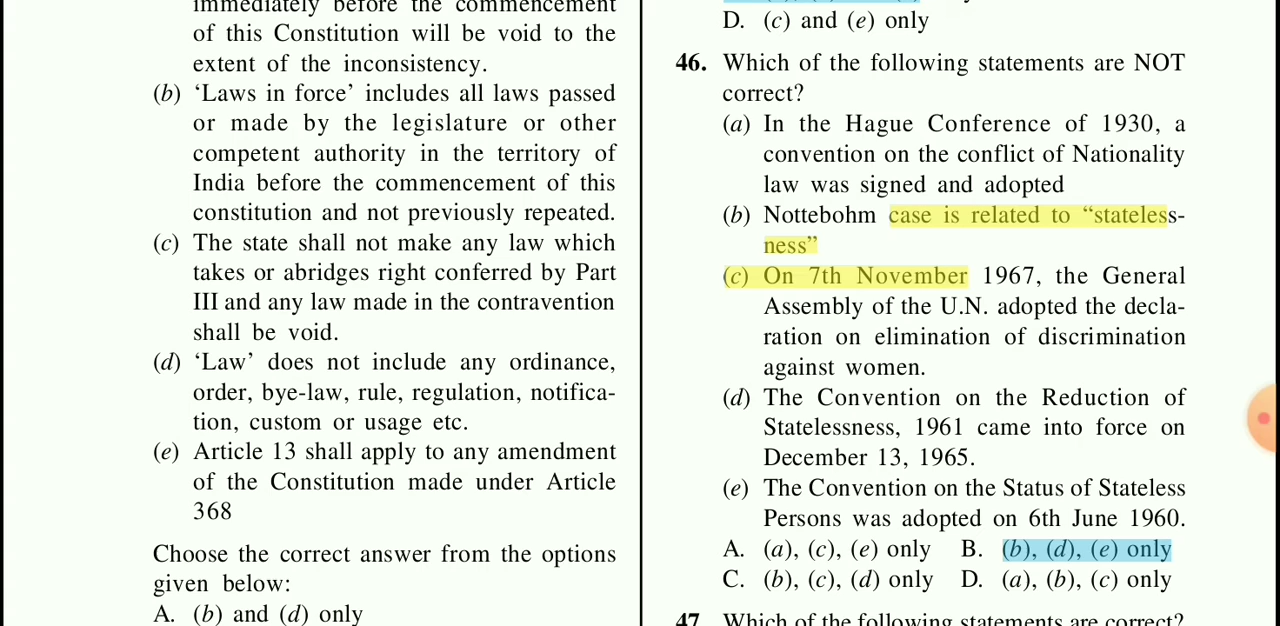 immediately before the commencement
of this Constitution will be void to the
extent of the inconsistency.
(b) ‘Laws in force’ includes all laws passed
or made by the legislature or other
competent authority in the territory of
India before the commencement of this
constitution and not previously repeated.
(c) The state shall not make any law which
takes or abridges right conferred by Part
III and any law made in the contravention
shall be void.
(d) ‘Law’ does not include any ordinance,
order, bye-law, rule, regulation, notifica-
tion, custom or usage etc.
(e) Article 13 shall apply to any amendment
of the Constitution made under Article
368
Choose the correct answer from the options
given below:
A. (b) and (d) only
D. (c) and (e) only
46. Which of the following statements are NOT
correct?
(a) In the Hague Conference of 1930, a
convention on the conflict of Nationality
law was signed and adopted
(b) Nottebohm case is related to “stateless-
ness”
(c) On 7th November 1967, the General
Assembly of the U.N. adopted the decla-
ration on elimination of discrimination
against women.
(d) The Convention on the Reduction of
Statelessness, 1961 came into force on
December 13, 1965.
(e) The Convention on the Status of Stateless
Persons was adopted on 6th June 1960.
A. (a), (c), (e) only B. (b), (d), (e) only
C. (b), (c), (d) only D. (a), (b), (c) only
47. Which of the following statements are correct?